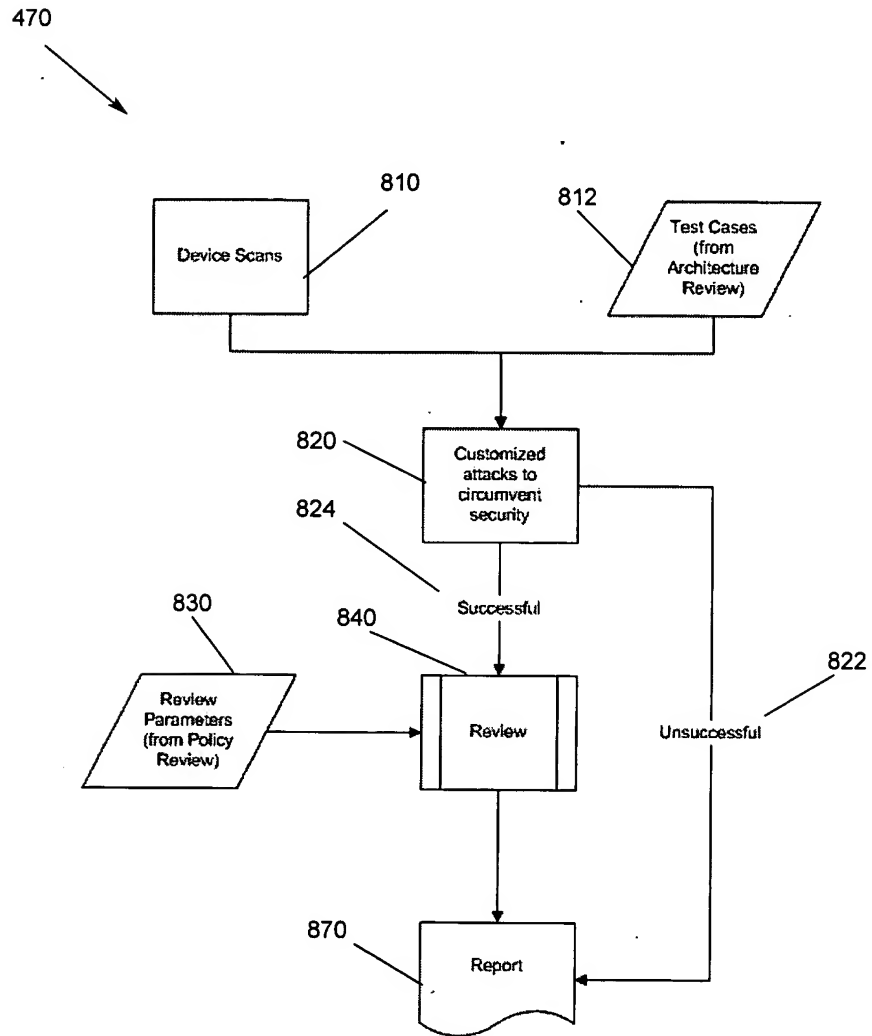 470
810
812
Device Scans
Test Cases
(from
Architecture
Review)
820
Customized
attacks to
circumvent
security
824
Successful
830
840
822
Review
Parameters
(from Policy
Review)
Review
Unsuccessful
870
Report